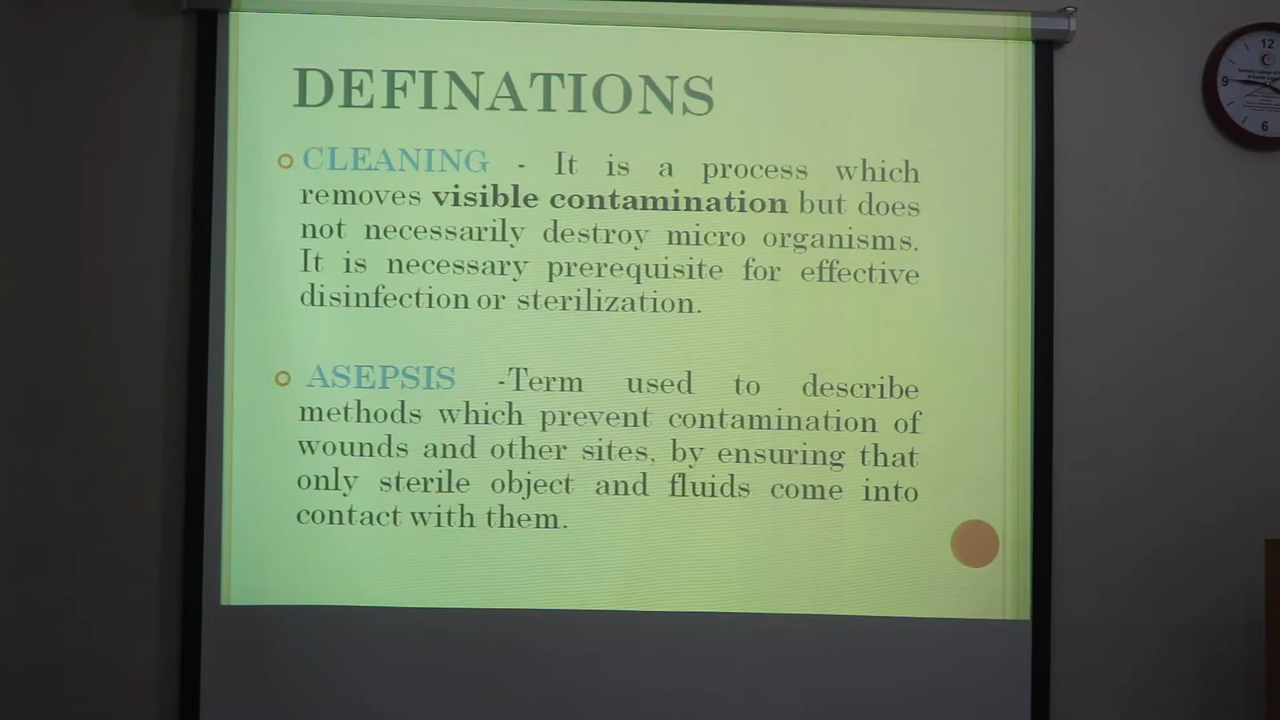 DEFINATIONS
CLEANING - It is a process which
removes visible contamination but does
not necessarily destroy micro organisms.
It is necessary prerequisite for effective
disinfection or sterilization.
ASEPSIS -Term used to describe
methods which prevent contamination of
wounds and other sites, by ensuring that
only sterile object and fluids come into
contact with them.
12
9
6